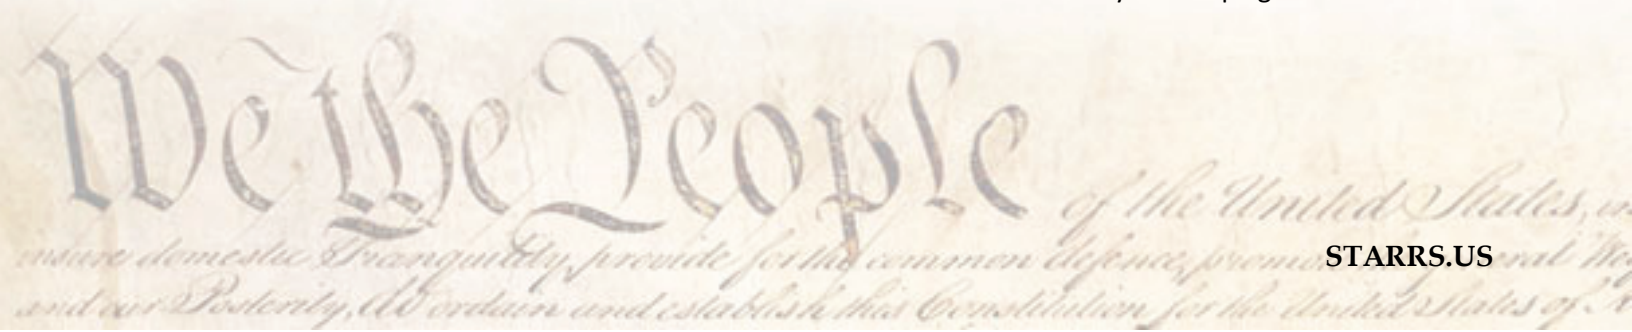 We the People
of the United States,
insure domestic Tranquility, provide for the common defence,
STARRS.US
and our Posterity, do ordain and establish this Constitution for the United States of